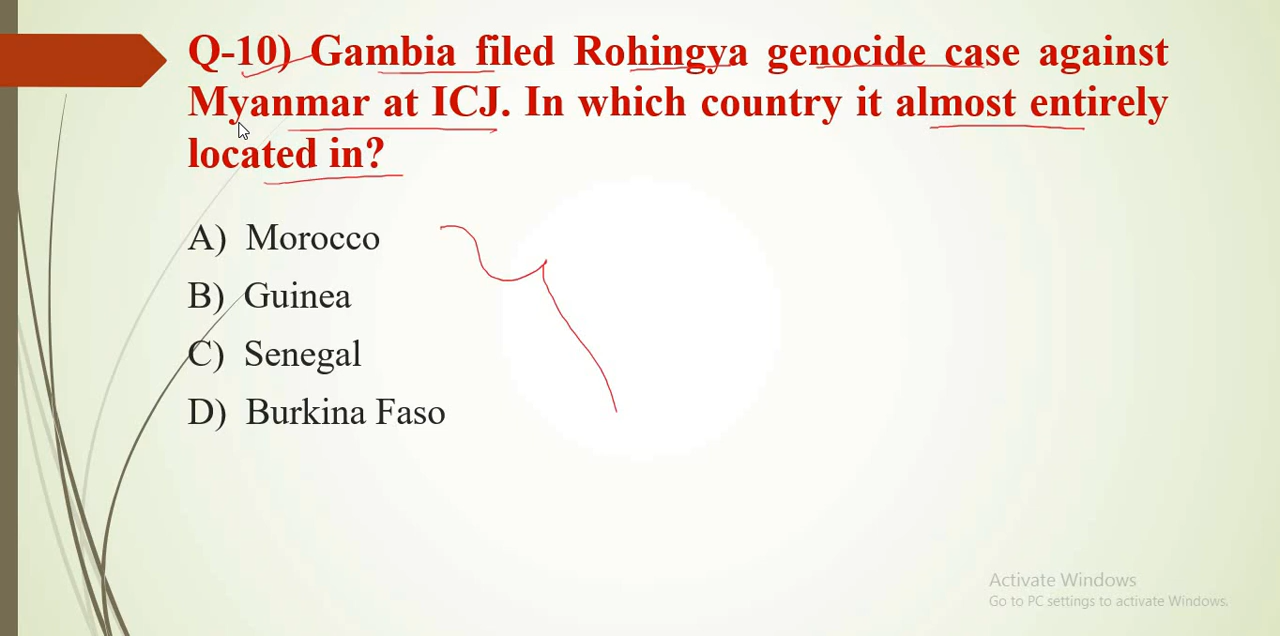 Q-10) Gambia filed Rohingya genocide case against
Myanmar at ICJ. In which country it almost entirely
located in?
A) Morocco
B) Guinea
C) Senegal
D) Burkina Faso
Activate Windows
Go to PC settings to activate Windows.